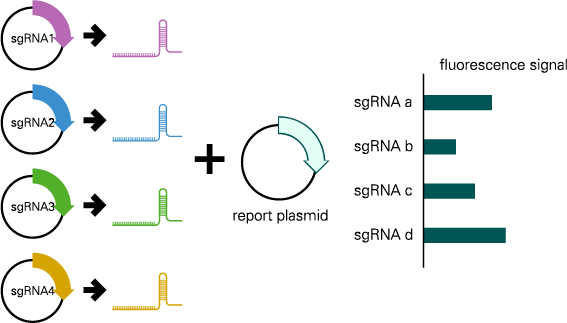 sgRNA1
sgRNA2
sgRNA3
sgRNA4
report plasmid
fluorescence signal
sgRNA a
sgRNA b
sgRNA c
sgRNA d